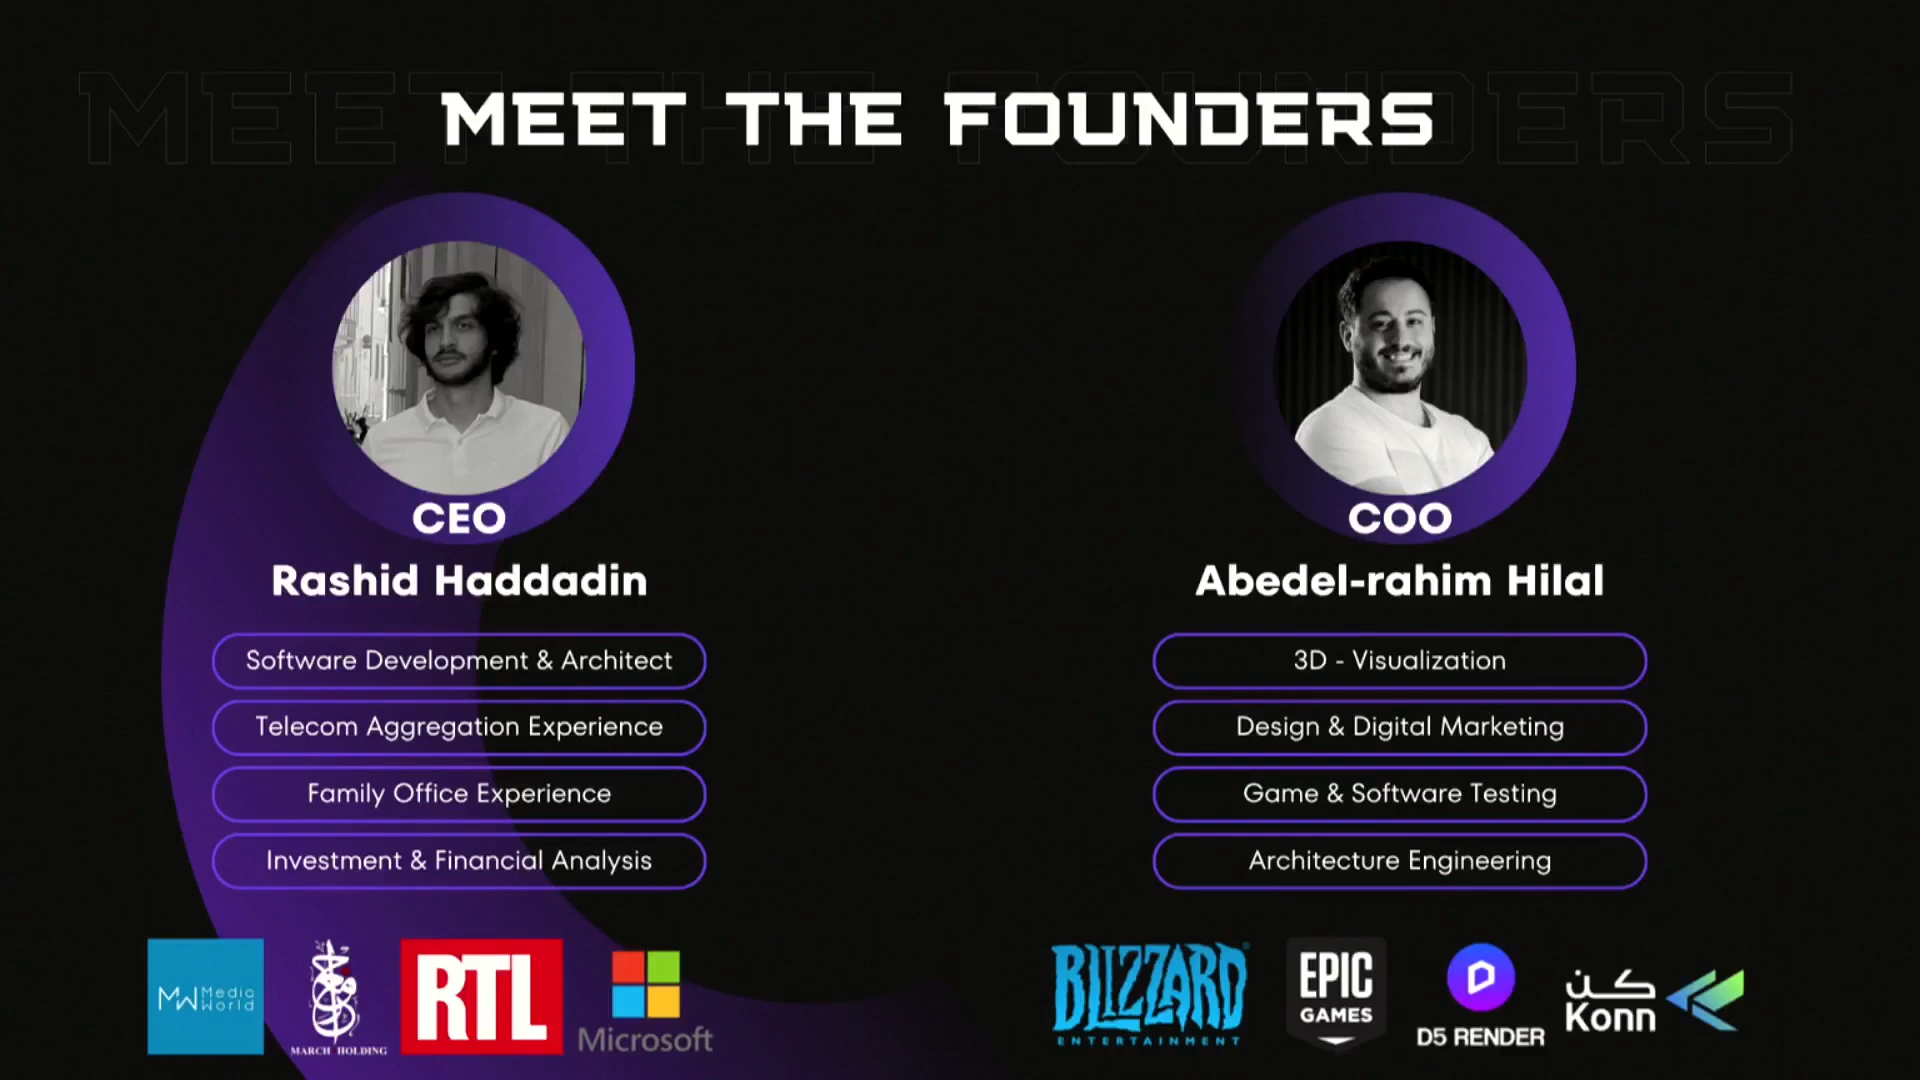 MEET THE FOUNDERS
CEO
Rashid Haddadin
Software Development & Architect
Telecom Aggregation Experience
Family Office Experience
Investment & Financial Analysis
MW Media World
MARCH HOLDING
RTL
Microsoft
COO
Abedel-rahim Hilal
3D - Visualization
Design & Digital Marketing
Game & Software Testing
Architecture Engineering
BLIZZARD
ENTERTAINMENT
EPIC
GAMES
D5 RENDER
كن
Konn